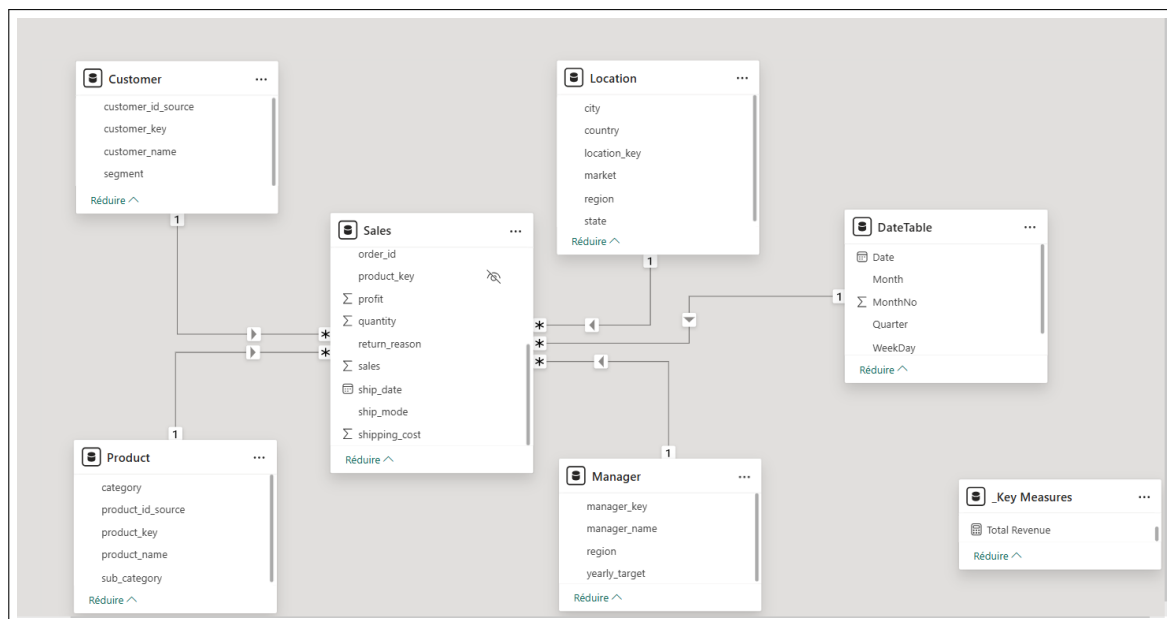 Customer
customer_id_source
customer_key
customer_name
segment
Réduire
1
Location
city
country
location_key
market
region
state
Réduire
1
Sales
order_id
product_key
profit
quantity
return_reason
sales
ship_date
ship_mode
shipping_cost
Réduire
DateTable
Date
Month
MonthNo
Quarter
WeekDay
Réduire
1
*
*
*
*
*
1
Product
category
product_id_source
product_key
product_name
sub_category
Réduire
1
Manager
manager_key
manager_name
region
yearly_target
Réduire
_Key Measures
Total Revenue
Réduire